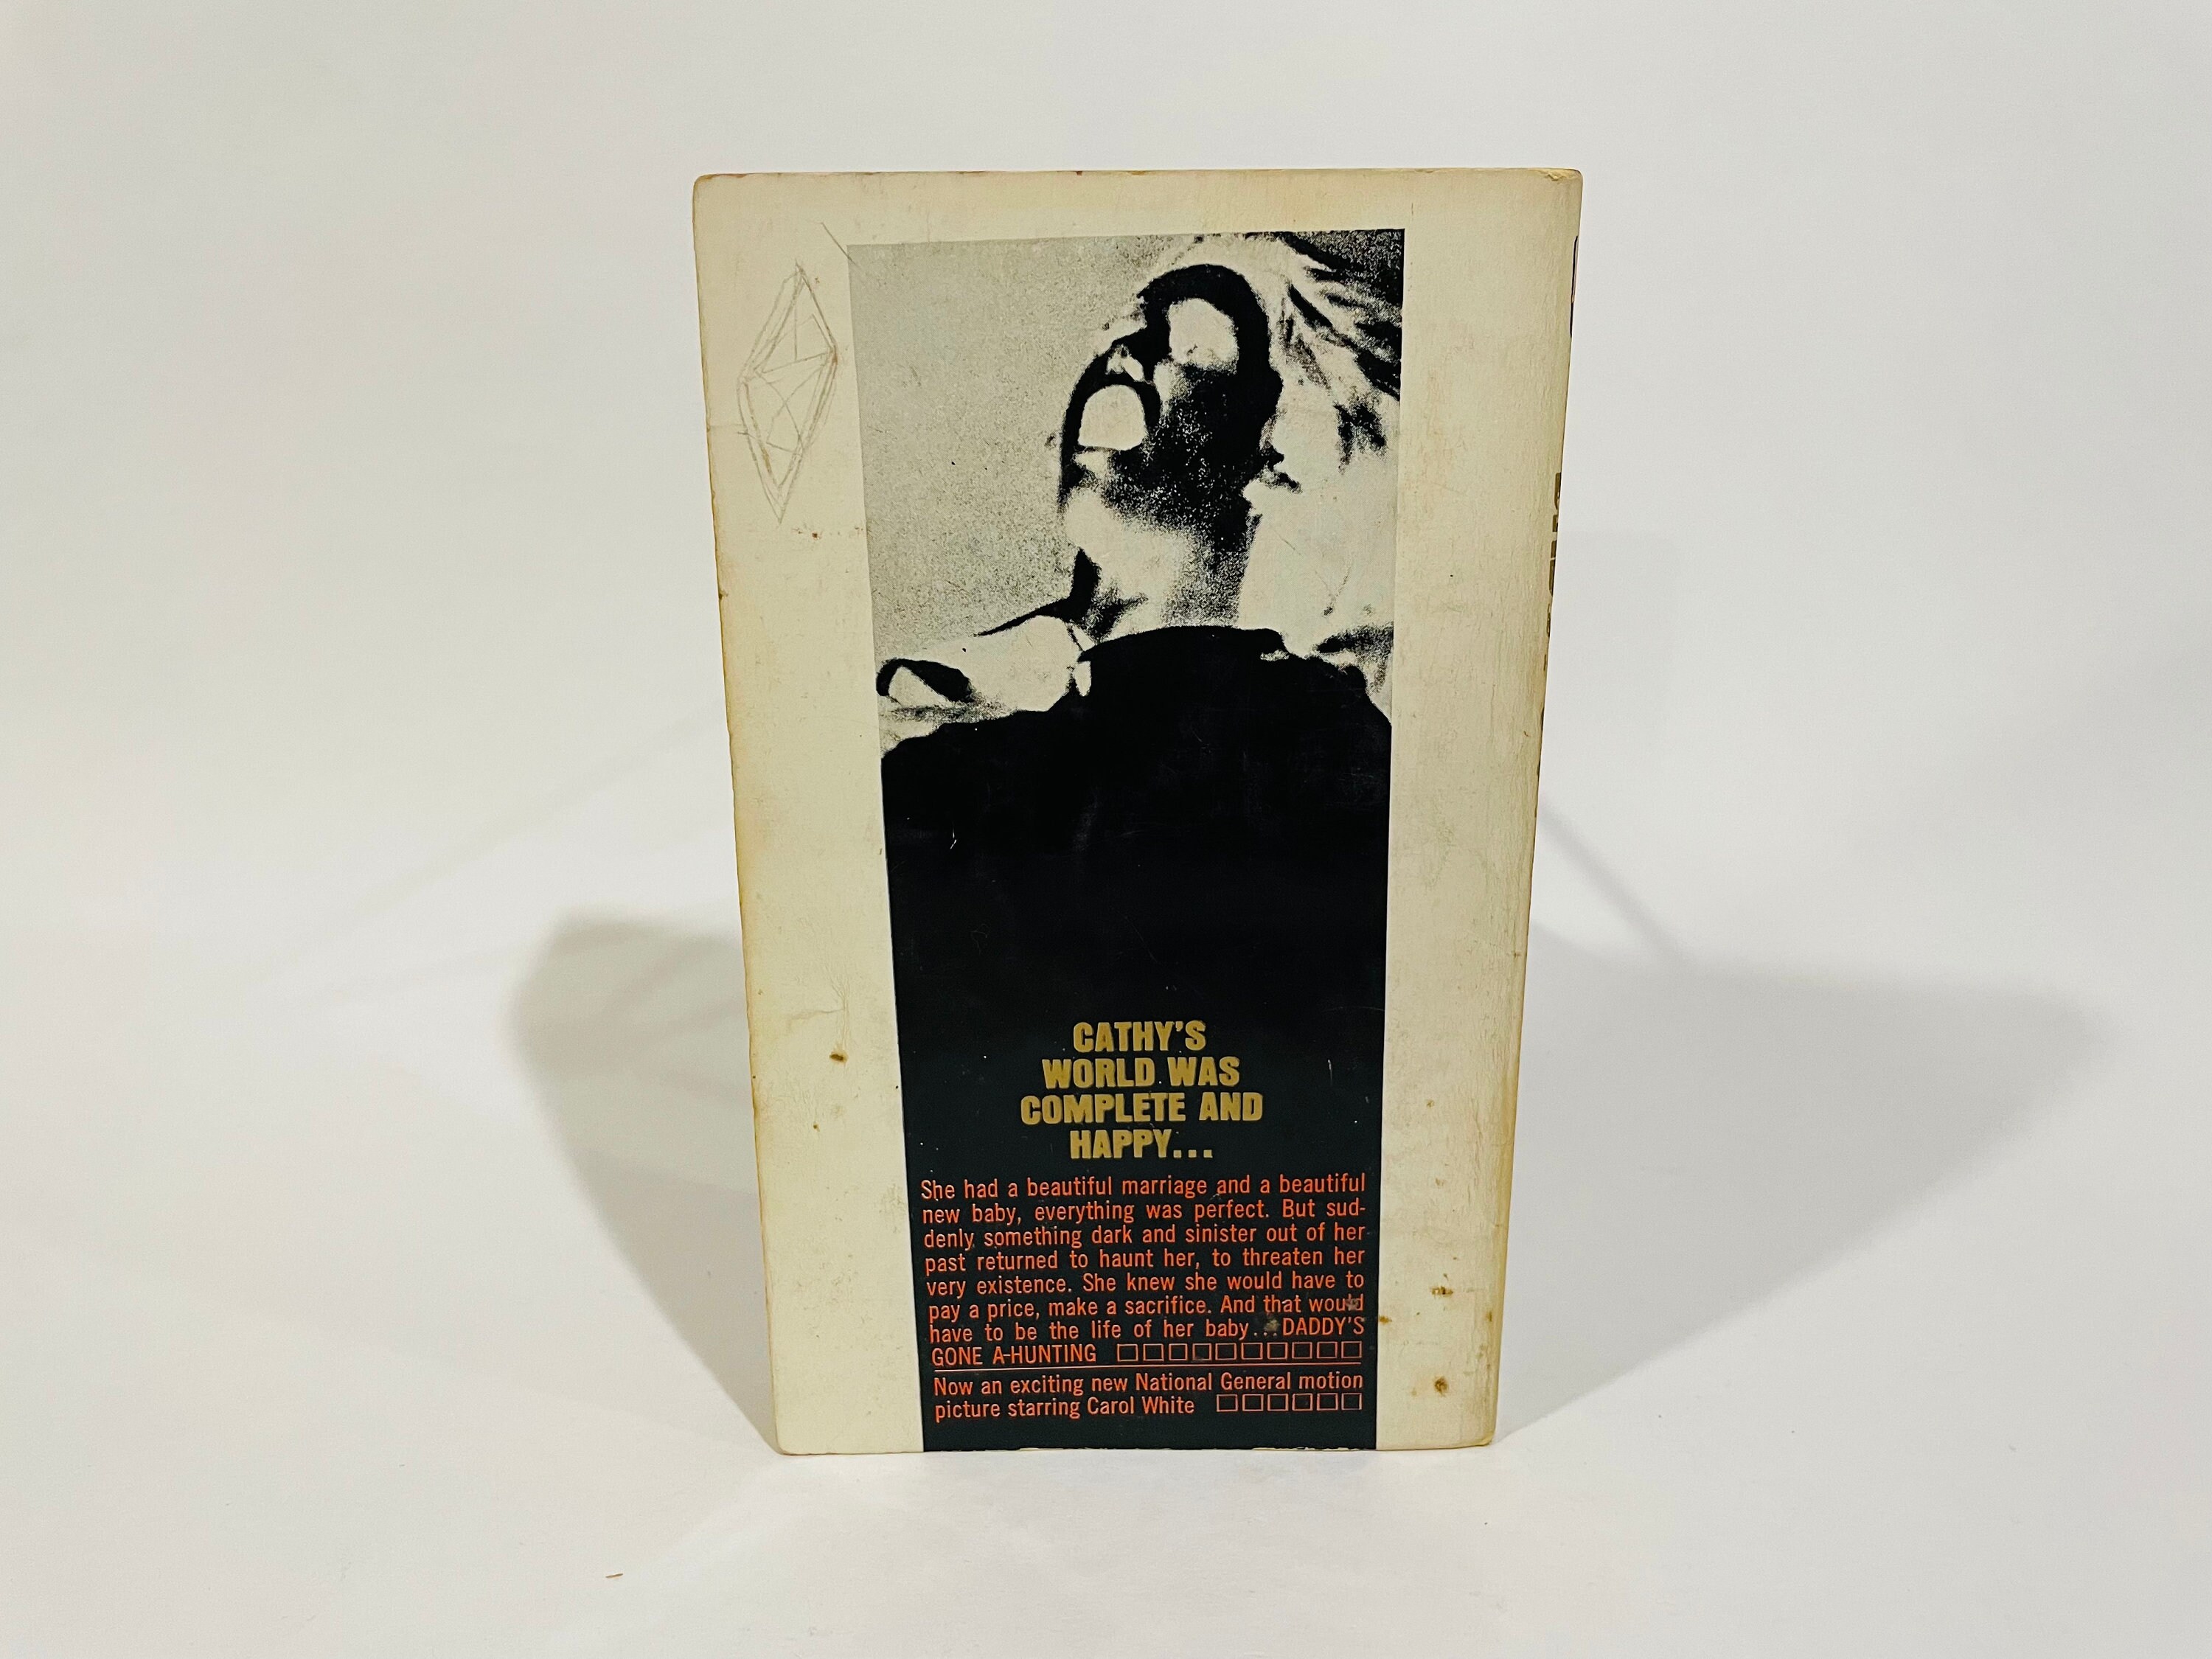 CATHY'S
WORLD WAS
COMPLETE AND
HAPPY...
She had a beautiful marriage and a beautiful
new baby, everything was perfect. But sud-
denly something dark and sinister out of her
past returned to haunt her, to threaten her
very existence. She knew she would have to
pay a price, make a sacrifice. And that would
have to be the life of her baby...DADDY'S
GONE A-HUNTING □□□□□□□□□□
Now an exciting new National General motion
picture starring Carol White □□□□□□